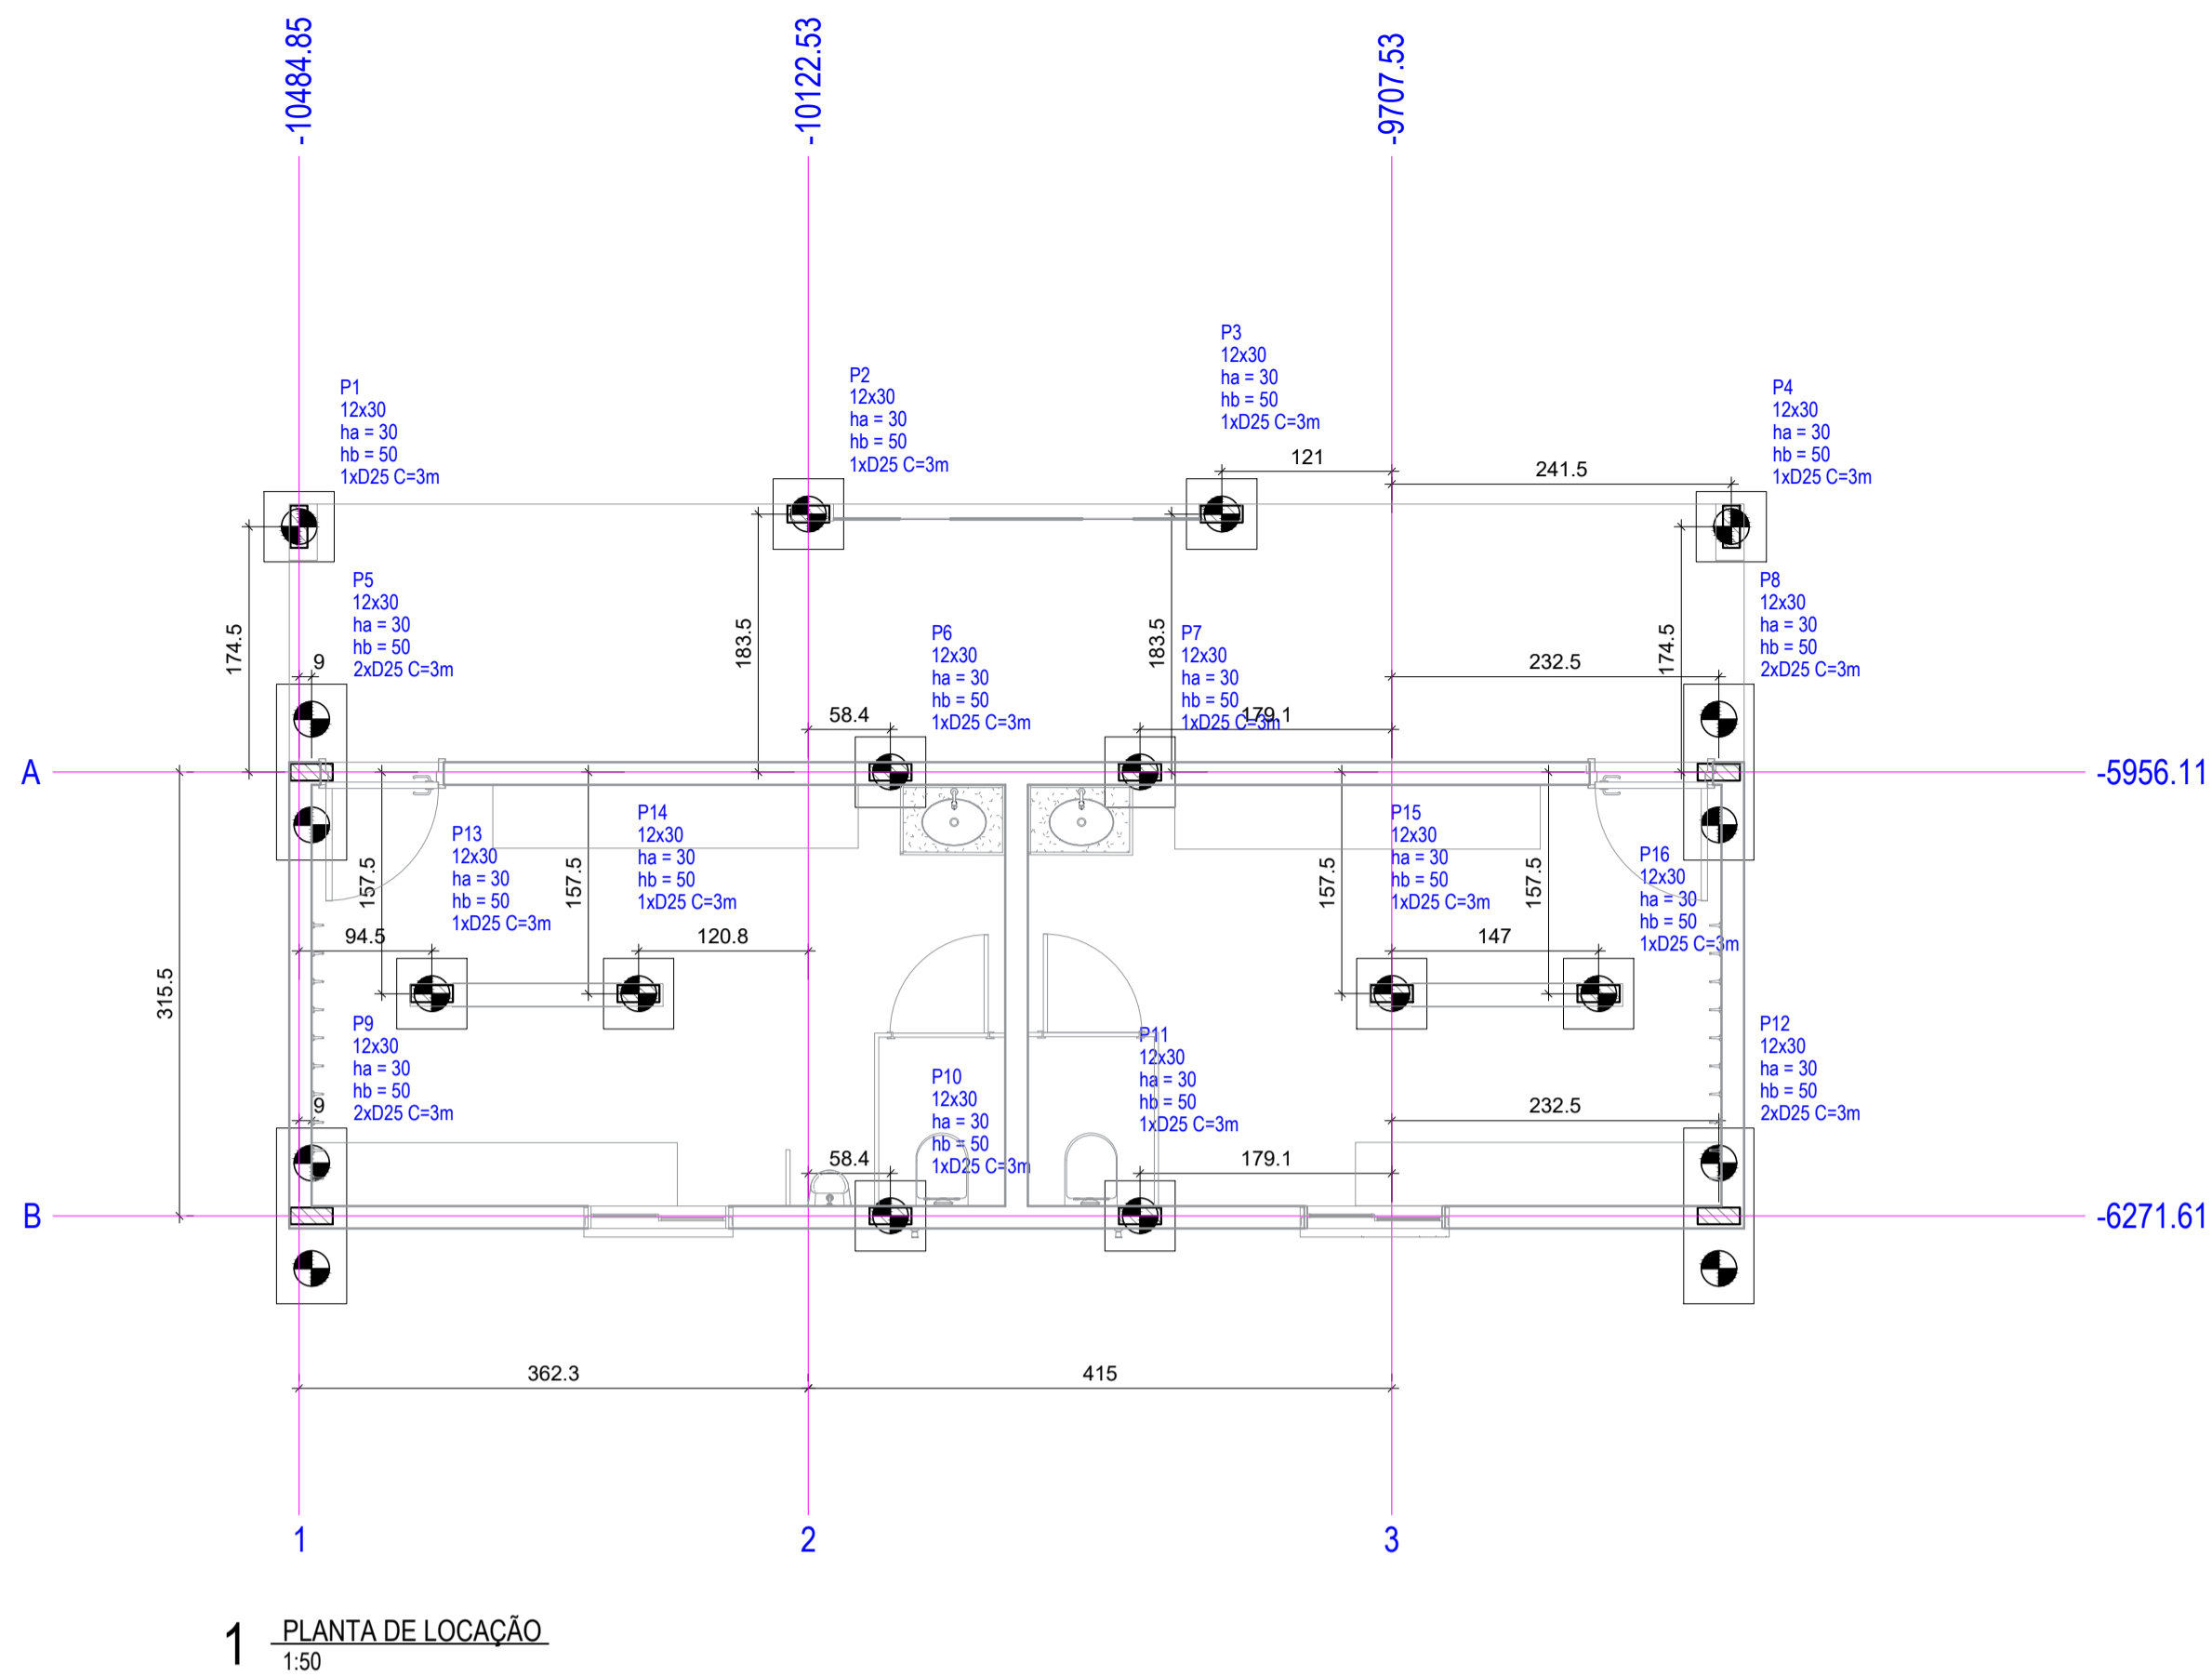 -10484.85
-10122.53
-9707.53
P3
12x30
ha = 30
hb = 50
1xD25 C=3m
P1
12x30
ha = 30
hb = 50
1xD25 C=3m
P2
12x30
ha = 30
hb = 50
1xD25 C=3m
P4
12x30
ha = 30
hb = 50
1xD25 C=3m
121
241.5
174.5
183.5
183.5
174.5
P5
12x30
ha = 30
hb = 50
2xD25 C=3m
9
P6
12x30
ha = 30
hb = 50
1xD25 C=3m
58.4
P7
12x30
ha = 30
hb = 50
1xD25 C=3m
179.1
232.5
P8
12x30
ha = 30
hb = 50
2xD25 C=3m
A
-5956.11
P13
12x30
ha = 30
hb = 50
1xD25 C=3m
157.5
94.5
P14
12x30
ha = 30
hb = 50
1xD25 C=3m
157.5
120.8
P15
12x30
ha = 30
hb = 50
1xD25 C=3m
157.5
147
P16
12x30
ha = 30
hb = 50
1xD25 C=3m
157.5
315.5
P9
12x30
ha = 30
hb = 50
2xD25 C=3m
9
P10
12x30
ha = 30
hb = 50
1xD25 C=3m
58.4
P11
12x30
ha = 30
hb = 50
1xD25 C=3m
179.1
P12
12x30
ha = 30
hb = 50
2xD25 C=3m
232.5
B
-6271.61
362.3
415
1
2
3
1 PLANTA DE LOCAÇÃO
1:50